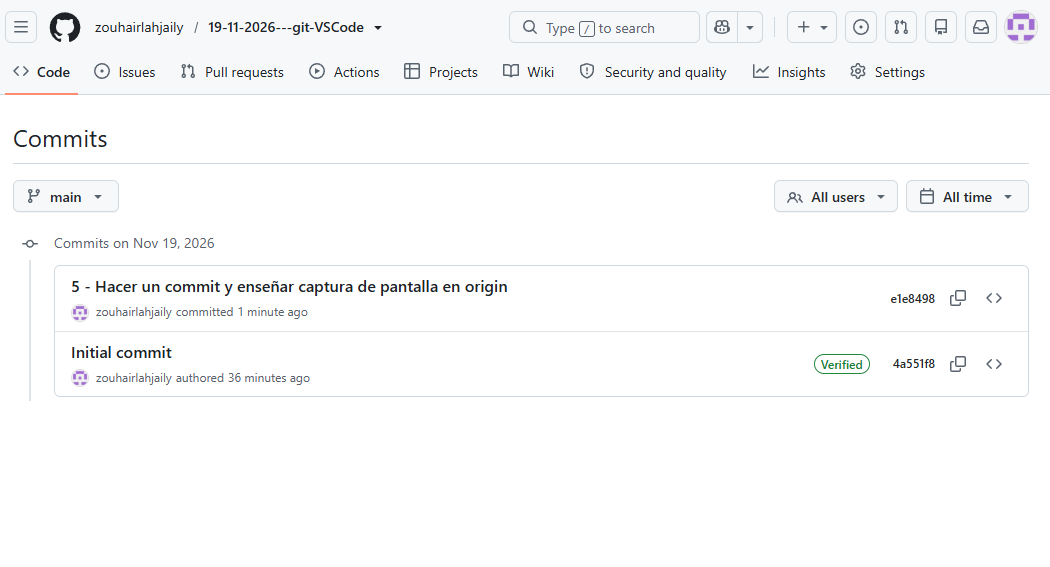 zouhairlahjaily / 19-11-2026---git-VSCode
Type / to search
Code Issues Pull requests Actions Projects Wiki Security and quality Insights Settings
Commits
main All users All time
Commits on Nov 19, 2026
5 - Hacer un commit y enseñar captura de pantalla en origin
zouhairlahjaily committed 1 minute ago
e1e8498
Initial commit
zouhairlahjaily authored 36 minutes ago
Verified 4a551f8